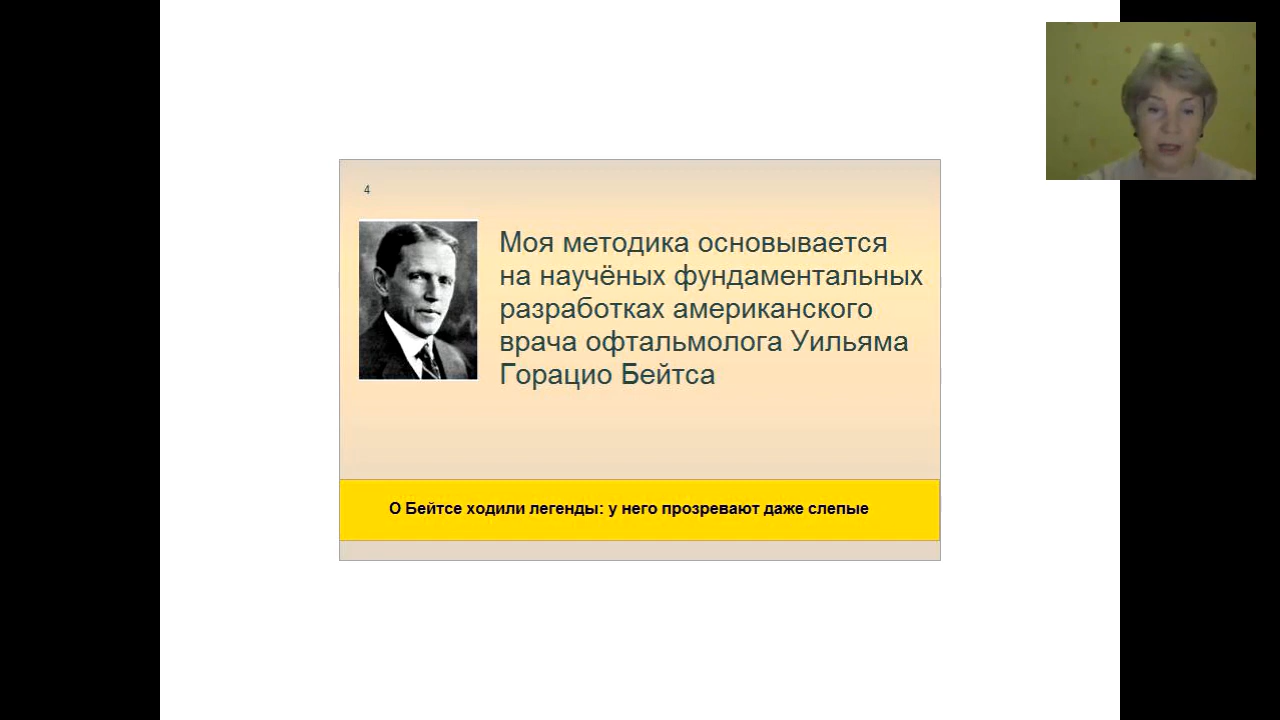 4
Моя методика основывается
на научёных фундаментальных
разработках американского
врача офтальмолога Уильяма
Горацио Бейтса
О Бейтсе ходили легенды: у него прозревают даже слепые